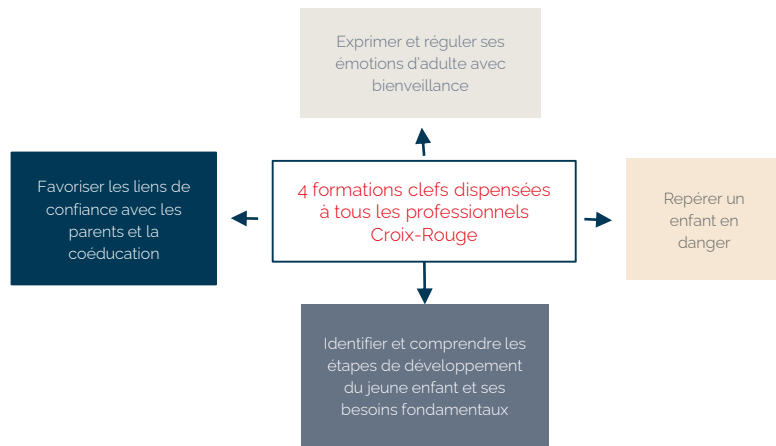 Exprimer et réguler ses
émotions d'adulte avec
bienveillance
Favoriser les liens de
confiance avec les
parents et la
coéducation
4 formations clefs dispensées
à tous les professionnels
Croix-Rouge
Repérer un
enfant en
danger
Identifier et comprendre les
étapes de développement
du jeune enfant et ses
besoins fondamentaux